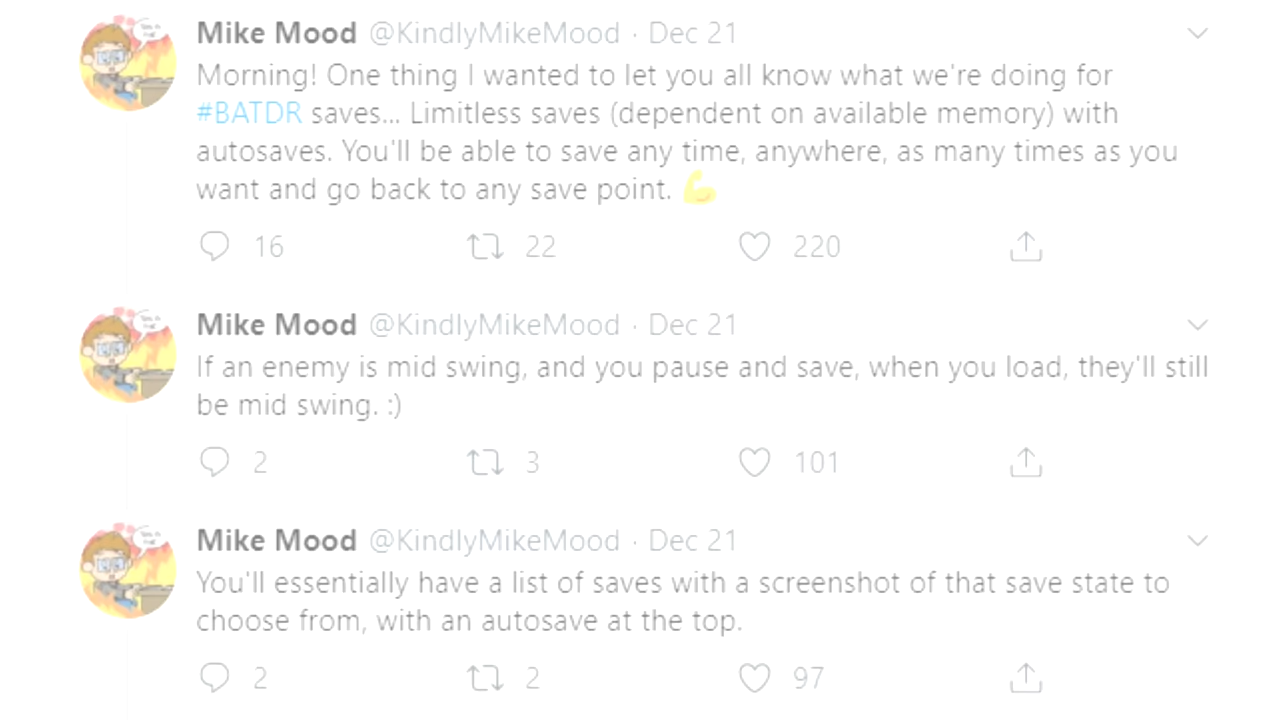 Mike Mood @KindlyMikeMood · Dec 21
Morning! One thing I wanted to let you all know what we're doing for
#BATDR saves... Limitless saves (dependent on available memory) with
autosaves. You'll be able to save any time, anywhere, as many times as you
want and go back to any save point. 💪
16 22 220
Mike Mood @KindlyMikeMood · Dec 21
If an enemy is mid swing, and you pause and save, when you load, they'll still
be mid swing. :)
2 3 101
Mike Mood @KindlyMikeMood · Dec 21
You'll essentially have a list of saves with a screenshot of that save state to
choose from, with an autosave at the top.
2 2 97